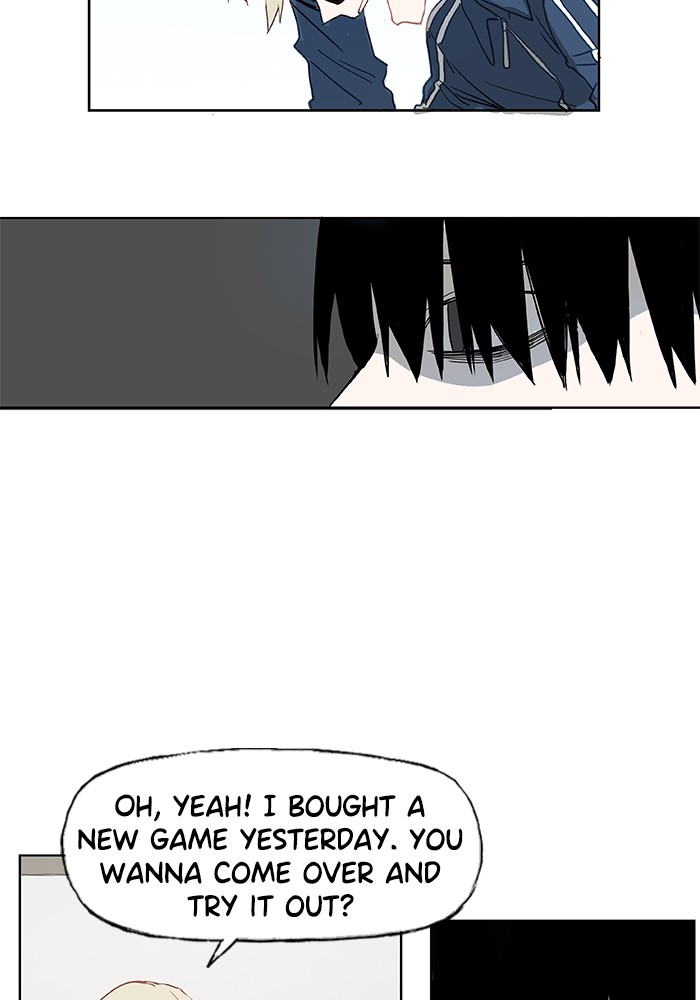 OH, YEAH! I BOUGHT A
NEW GAME YESTERDAY. YOU
WANNA COME OVER AND
TRY IT OUT?